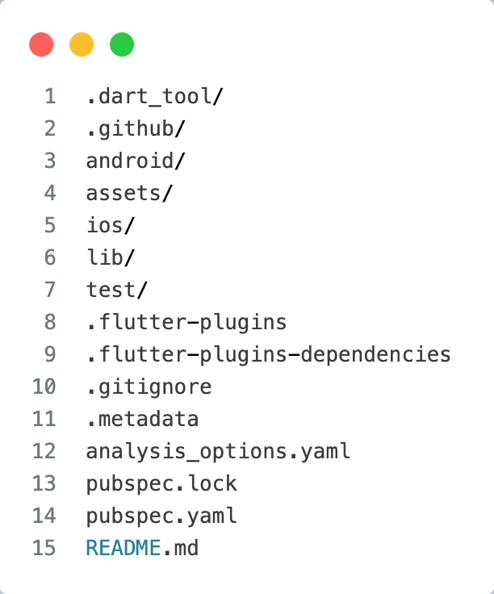 1 .dart_tool/
2 .github/
3 android/
4 assets/
5 ios/
6 lib/
7 test/
8 .flutter-plugins
9 .flutter-plugins-dependencies
10 .gitignore
11 .metadata
12 analysis_options.yaml
13 pubspec.lock
14 pubspec.yaml
15 README.md